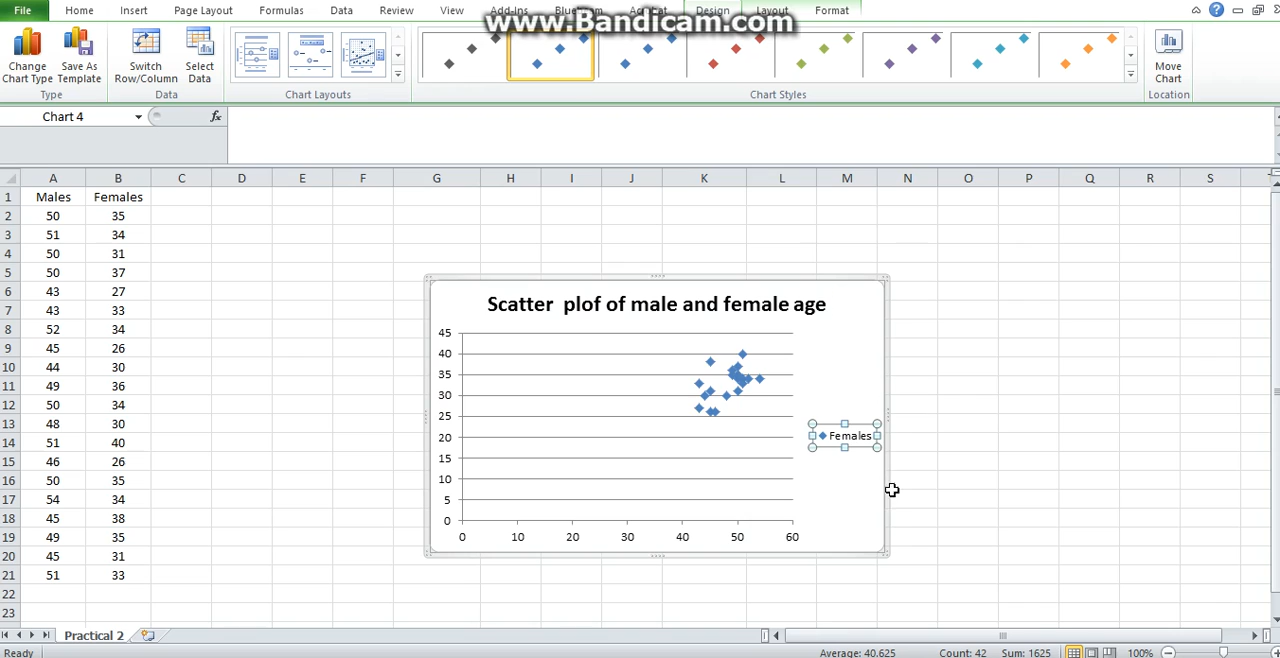 www.Bandicam.com
File Home Insert Page Layout Formulas Data Review View Add-Ins Design Layout Format
Change Chart Type
Save As Template
Switch Row/Column
Select Data
Move Chart
Type Data Chart Layouts Chart Styles Location
Chart 4 fx
A B C D E F G H I J K L M N O P Q R S
1 Males Females
2 50 35
3 51 34
4 50 31
5 50 37
6 43 27
7 43 33
8 52 34
9 45 26
10 44 30
11 49 36
12 50 34
13 48 30
14 51 40
15 46 26
16 50 35
17 54 34
18 45 38
19 49 35
20 45 31
21 51 33
22
23
Scatter plof of male and female age
45
40
35
30
25
20
15
10
5
0
0 10 20 30 40 50 60
Females
Practical 2
Ready Average: 40.625 Count: 42 Sum: 1625 100%